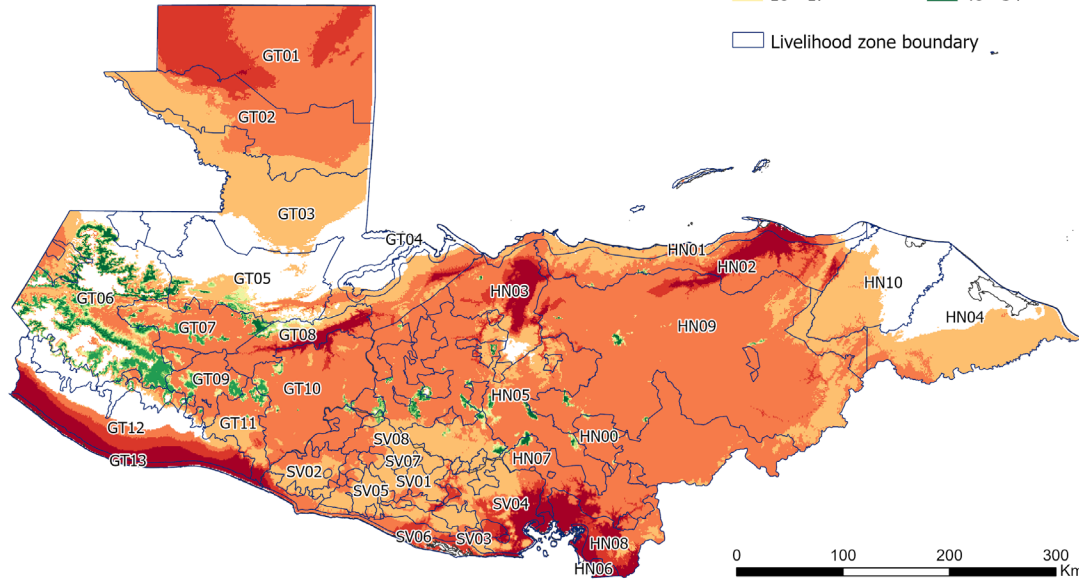 Livelihood zone boundary
GT01
GT02
GT03
GT04
HN01
GT05
HN02
HN10
HN03
GT06
HN04
GT07
HN09
GT08
GT09
GT10
HN05
GT11
GT12
SV08
HN00
GT13
SV07
HN07
SV02
SV01
SV05
SV04
SV06
SV03
HN08
HN06
0 100 200 300
Km